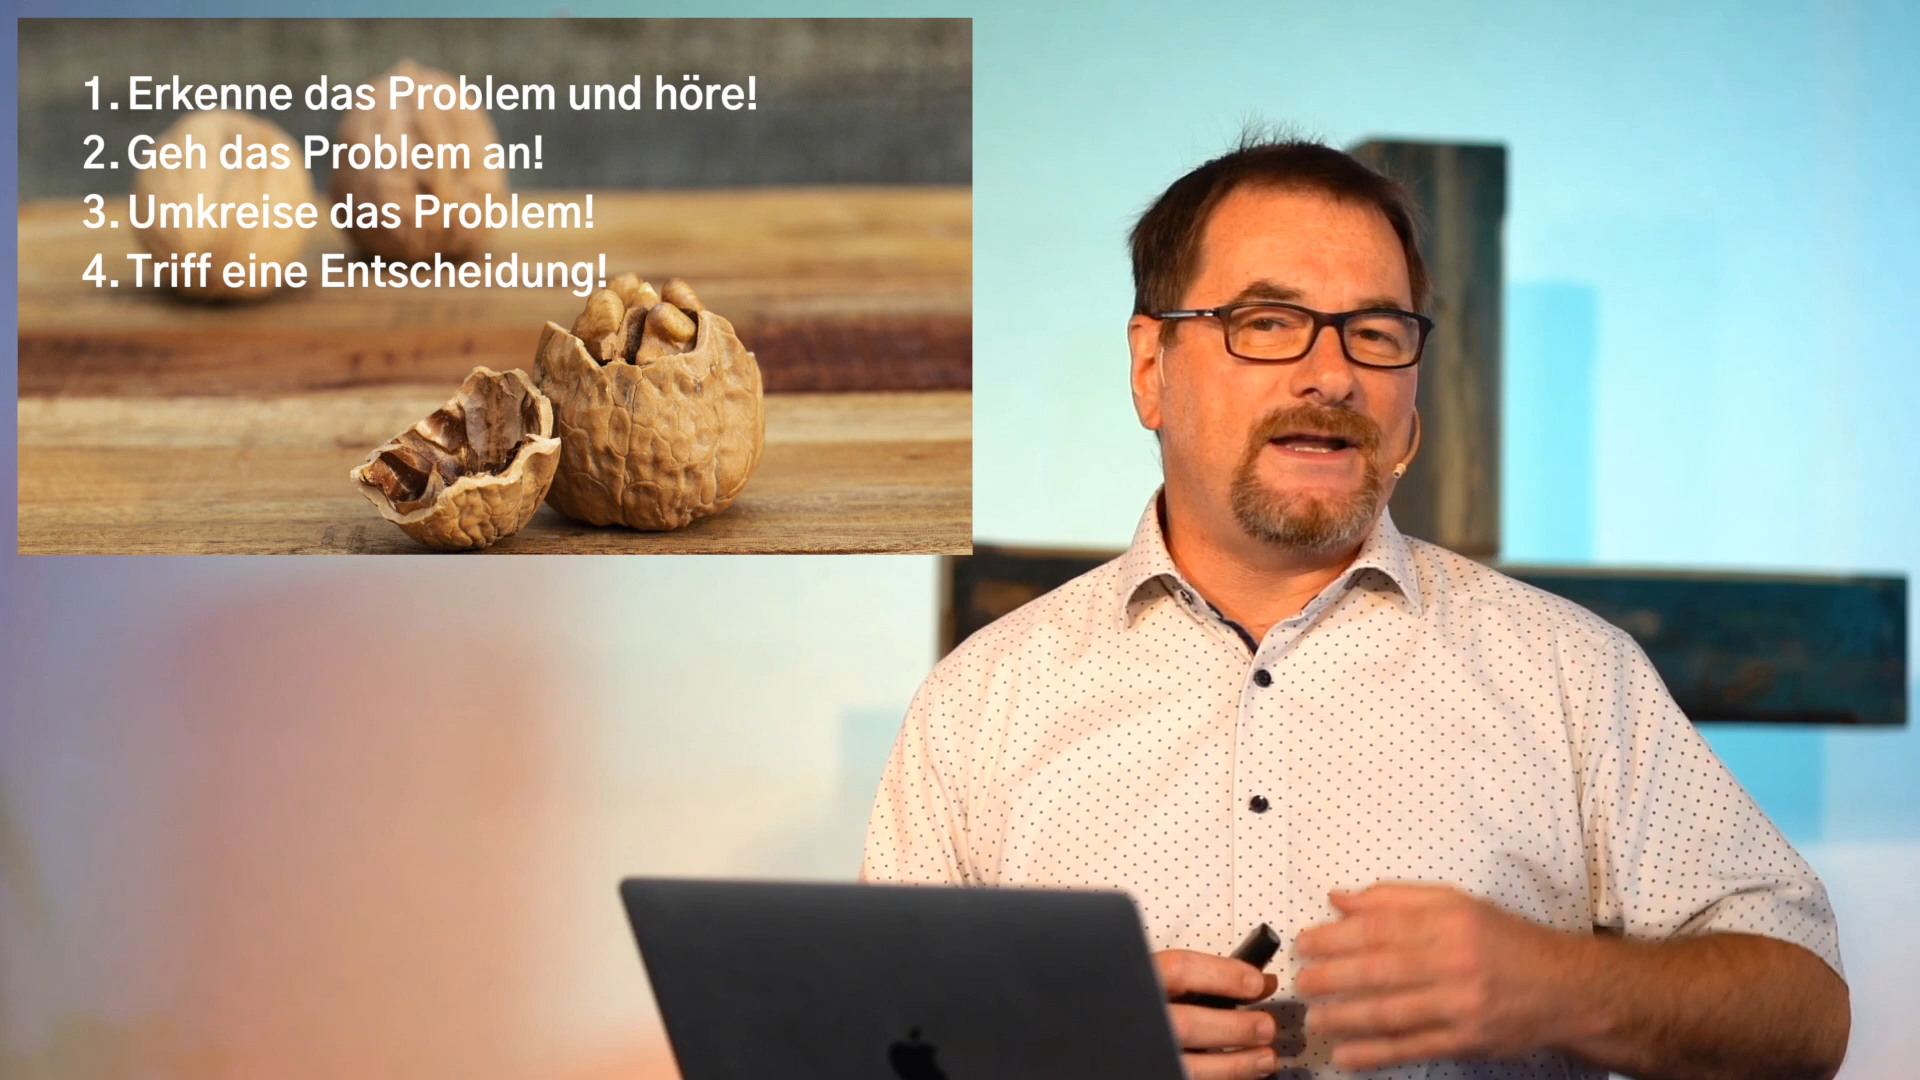 1. Erkenne das Problem und höre!
2. Geh das Problem an!
3. Umkreise das Problem!
4. Triff eine Entscheidung!